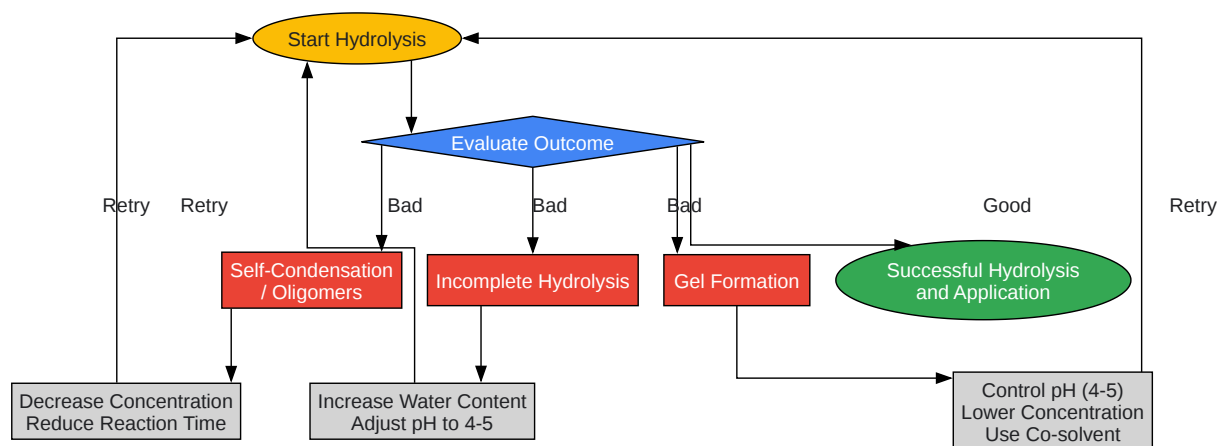 Start Hydrolysis
Evaluate Outcome
Retry
Retry
Bad
Bad
Bad
Good
Retry
Self-Condensation
/ Oligomers
Incomplete Hydrolysis
Gel Formation
Successful Hydrolysis
and Application
Decrease Concentration
Reduce Reaction Time
Increase Water Content
Adjust pH to 4-5
Control pH (4-5)
Lower Concentration
Use Co-solvent